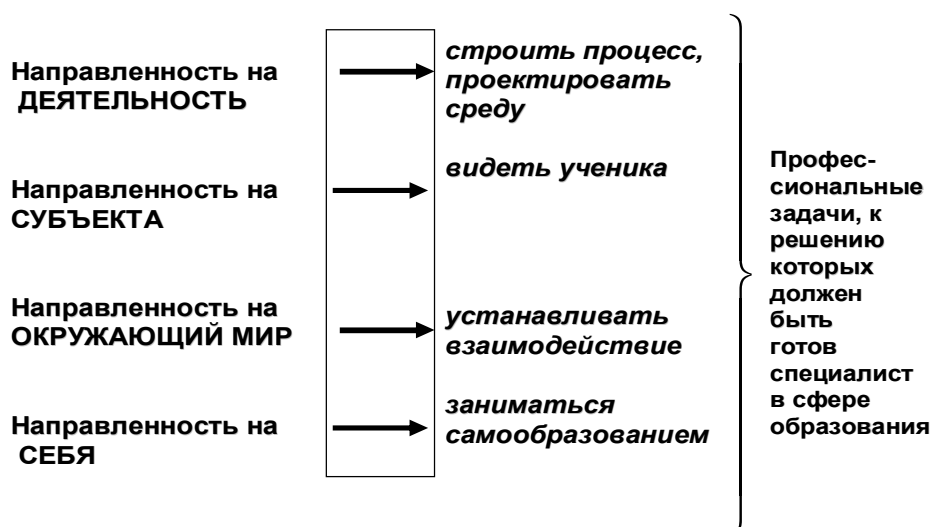 Направленность на
ДЕЯТЕЛЬНОСТЬ
строить процесс,
проектировать
среду
Направленность на
СУБЪЕКТА
видеть ученика
Направленность на
ОКРУЖАЮЩИЙ МИР
устанавливать
взаимодействие
Направленность на
СЕБЯ
заниматься
самообразованием
Профес-
сиональные
задачи, к
решению
которых
должен
быть
готов
специалист
в сфере
образования